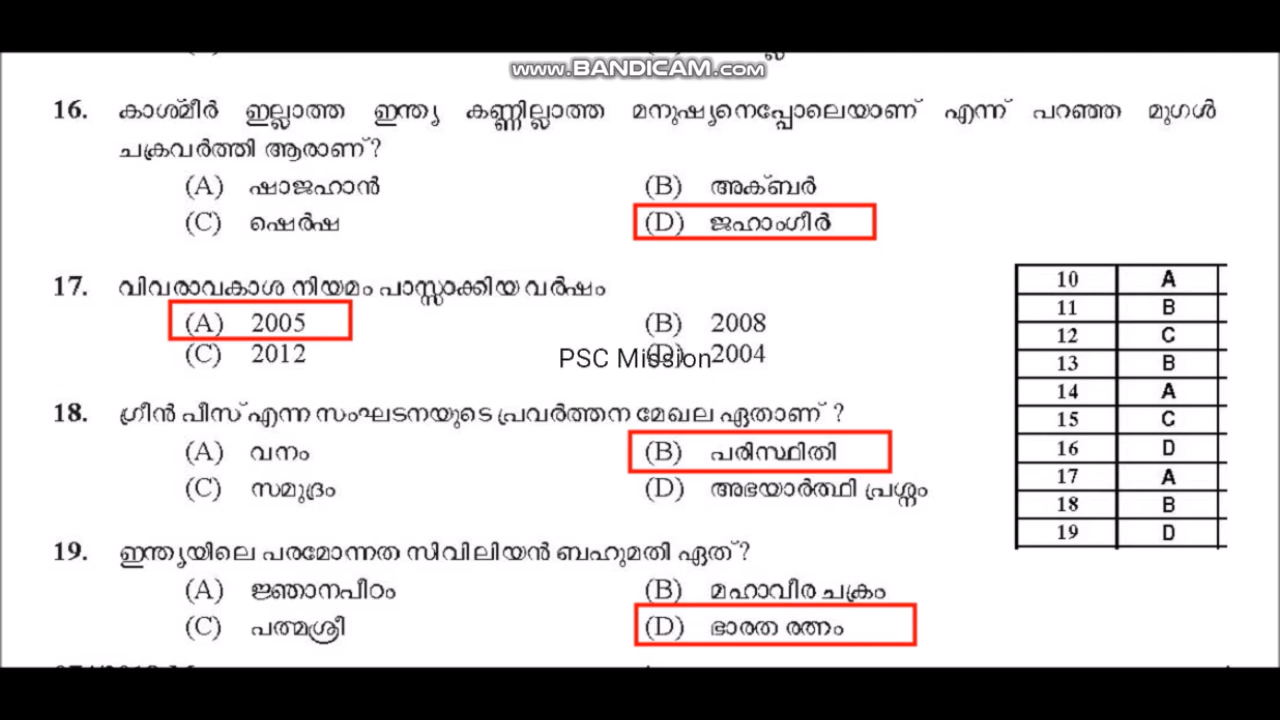 www.BANDICAM.com
16. കാശ്മീർ ഇല്ലാത്ത ഇന്ത്യ കണ്ണില്ലാത്ത മനുഷ്യനെപ്പോലെയാണ് എന്ന് പറഞ്ഞ മുഗൾ
ചക്രവർത്തി ആരാണ്?
(A) ഷാജഹാൻ (B) അക്ബർ
(C) ഷെർഷ (D) ജഹാംഗീർ
17. വിവരാവകാശ നിയമം പാസ്സാക്കിയ വർഷം
(A) 2005 (B) 2008
(C) 2012 (D) 2004
PSC Mission
18. ഗ്രീൻ പീസ് എന്ന സംഘടനയുടെ പ്രവർത്തന മേഖല ഏതാണ് ?
(A) വനം (B) പരിസ്ഥിതി
(C) സമുദ്രം (D) അഭയാർത്ഥി പ്രശ്നം
19. ഇന്ത്യയിലെ പരമോന്നത സിവിലിയൻ ബഹുമതി ഏത്?
(A) ജ്ഞാനപീഠം (B) മഹാവീര ചക്രം
(C) പത്മശ്രീ (D) ഭാരത രത്നം
10 A
11 B
12 C
13 B
14 A
15 C
16 D
17 A
18 B
19 D